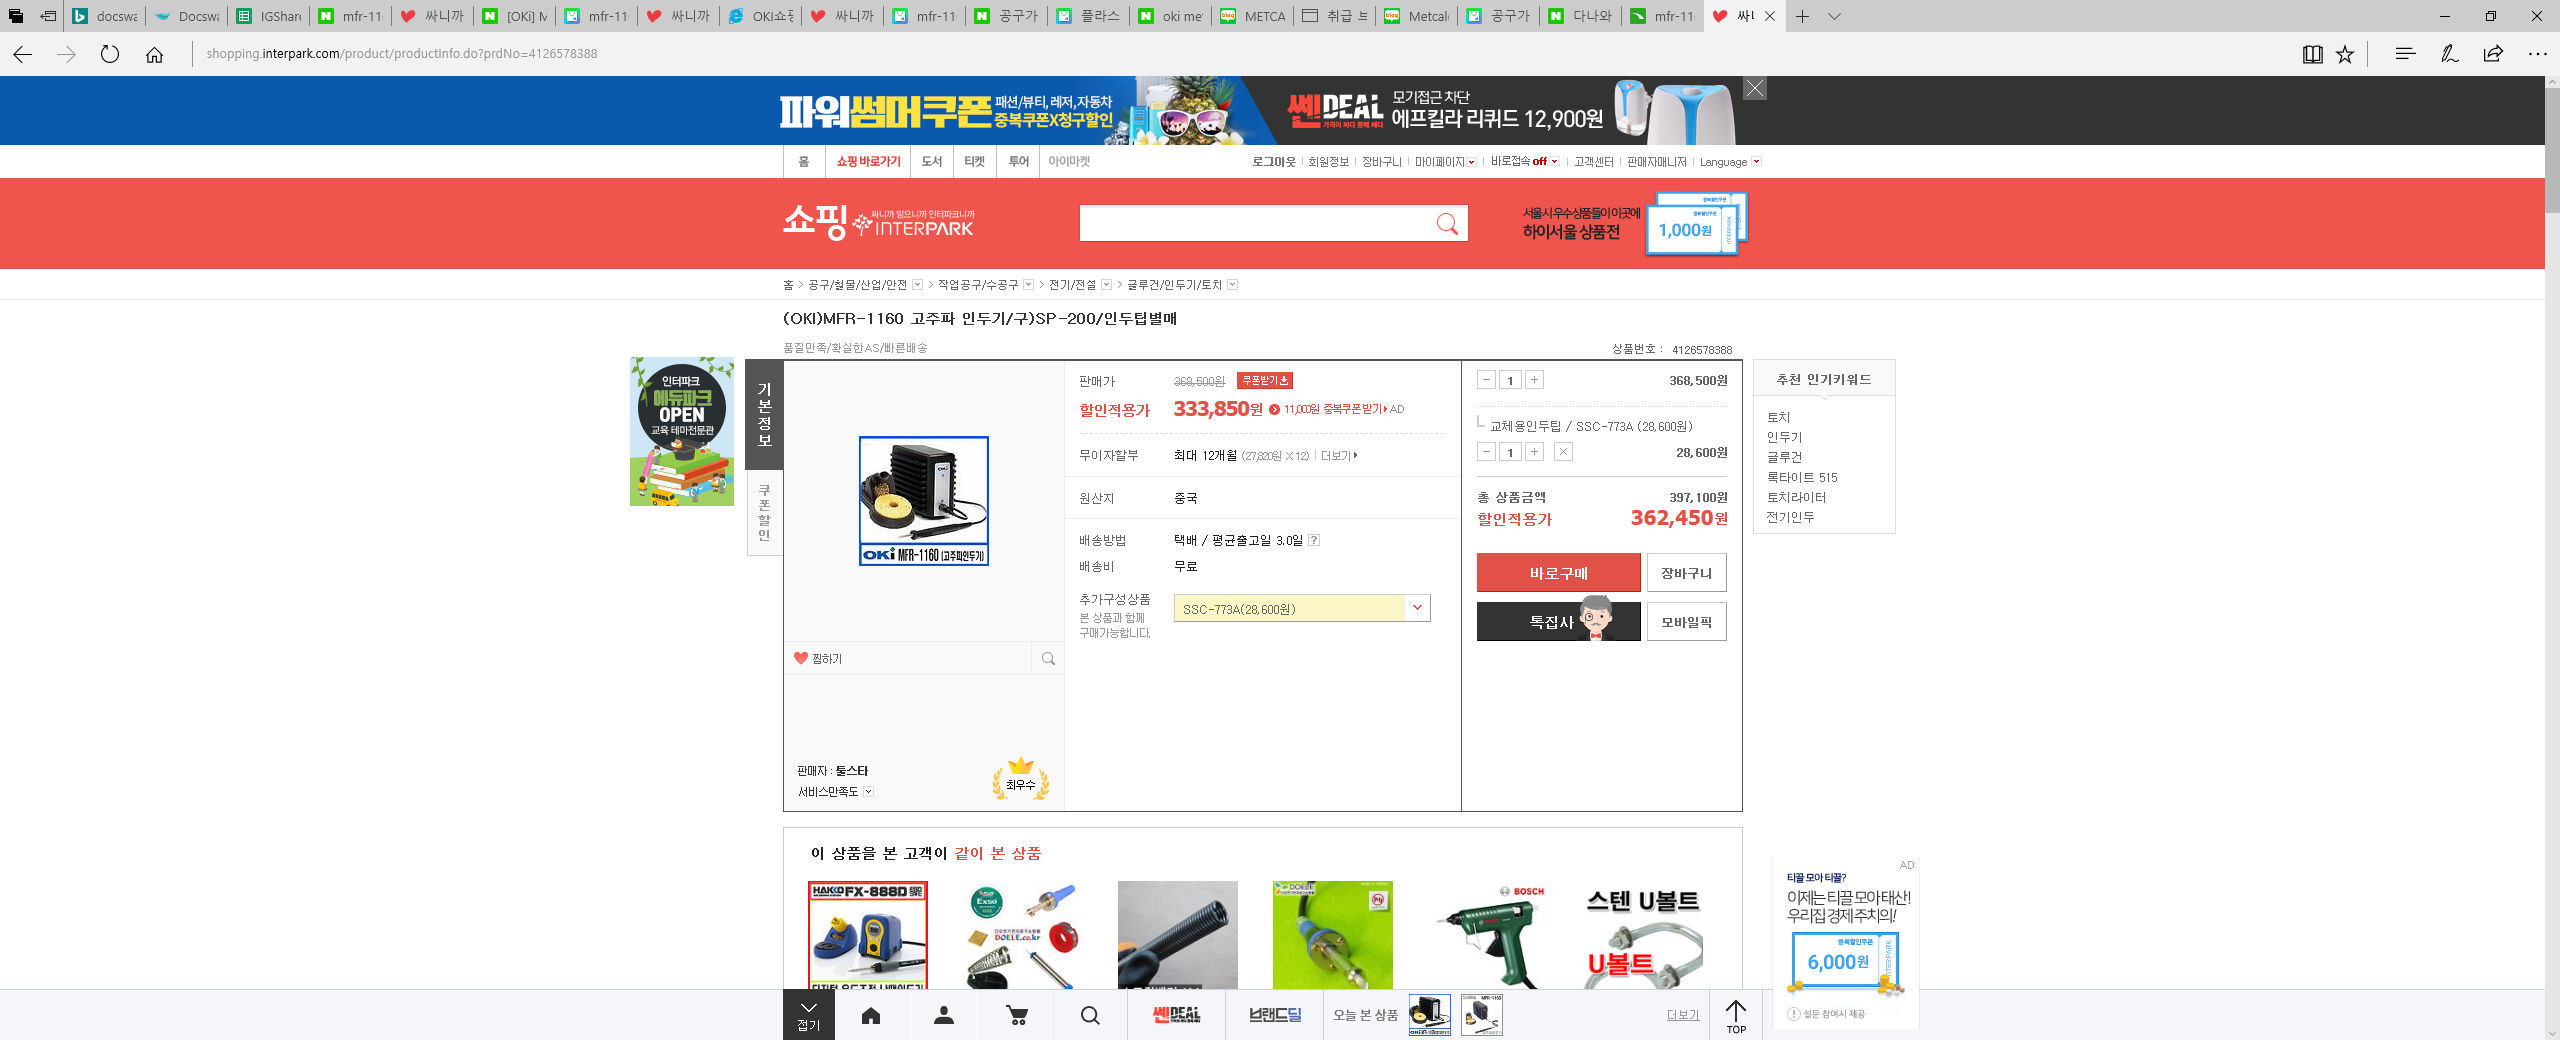 docswa
Docswa
IGShare
mfr-11
싸니까
[OKi] M
mfr-11
싸니까
OKI쇼핑
싸니까
mfr-11
공구가
플라스
oki me
METCA
취급 브
Metcal
공구가
다나와
mfr-11
싸니
shopping.interpark.com/product/productInfo.do?prdNo=4126578388
파워썸머쿠폰 패션/뷰티, 레저, 자동차
중복쿠폰X청구할인
쎈DEAL 가격이 싸다 못해 쎄다
모기접근 차단
에프킬라 리퀴드 12,900원
홈 쇼핑 바로가기 도서 티켓 투어 아이마켓
로그아웃 회원정보 장바구니 마이페이지 바로접속 off 고객센터 판매자매니저 Language
쇼핑 싸니까 믿으니까 인터파크니까
INTERPARK
서울시 우수상품들이 이곳에
하이서울 상품전
중복할인쿠폰
1,000원
INTERPARK
홈 > 공구/철물/산업/안전 > 작업공구/수공구 > 전기/전설 > 글루건/인두기/토치
(OKI)MFR-1160 고주파 인두기/구)SP-200/인두팁별매
품질만족/확실한AS/빠른배송
상품번호 : 4126578388
인터파크
에듀파크
OPEN
교육 테마전문관
기본정보
쿠폰할인
OKi MFR-1160 (고주파인두기)
찜하기
판매자 : 툴스타
서비스만족도
최우수
판매가 368,500원 쿠폰받기
할인적용가 333,850원 11,000원 중복쿠폰 받기 AD
무이자할부 최대 12개월 (27,820원 X 12) 더보기
원산지 중국
배송방법 택배 / 평균출고일 3.0일 ?
배송비 무료
추가구성상품 SSC-773A(28,600원)
본 상품과 함께
구매가능합니다.
- 1 + 368,500원
교체용인두팁 / SSC-773A (28,600원)
- 1 + × 28,600원
총 상품금액 397,100원
할인적용가 362,450원
바로구매 장바구니
톡집사 모바일픽
추천 인기키워드
토치
인두기
글루건
록타이트 515
토치라이터
전기인두
이 상품을 본 고객이 같이 본 상품
HAKKO FX-888D
Exso
DOELE.co.kr
DOELE
BOSCH
스텐 U볼트
U볼트
AD
티끌 모아 티끌?
이제는 티끌 모아 태산!
우리집 경제 주치의!
중복할인쿠폰
6,000원
INTERPARK
설문 참여시 제공
접기
쎈DEAL
브랜드딜
오늘 본 상품
더보기
TOP